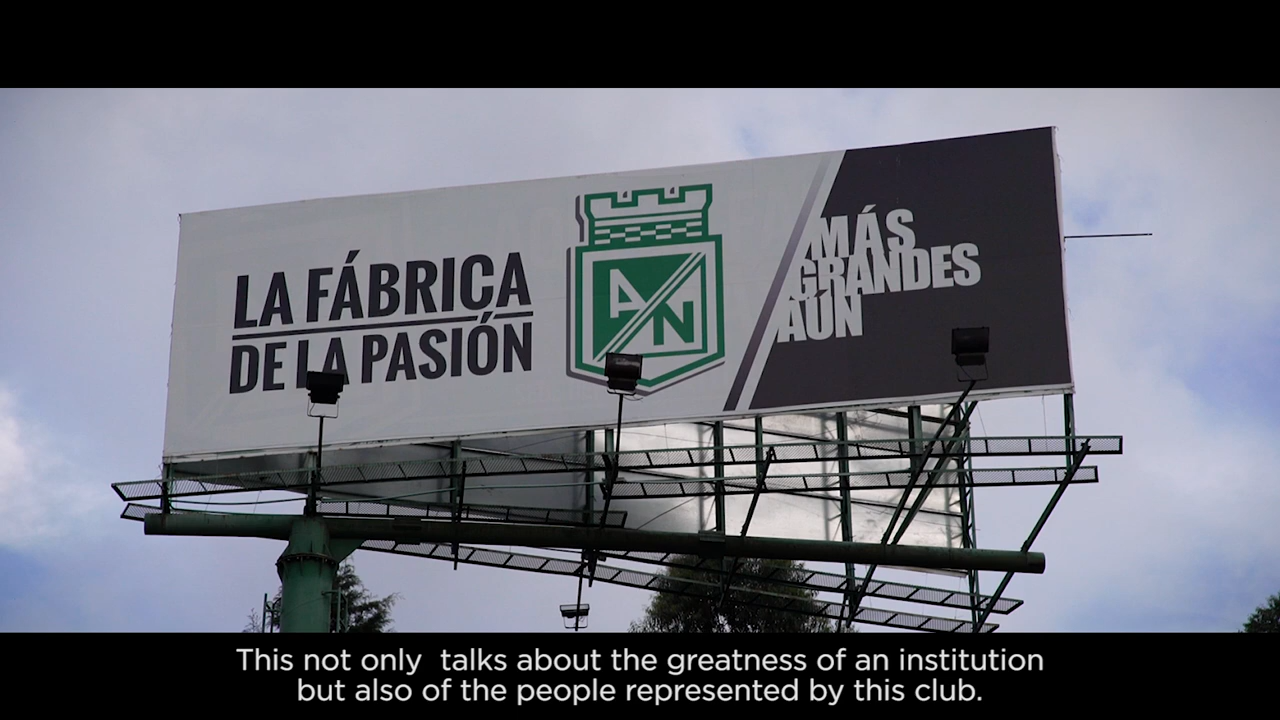 LA FÁBRICA
DE LA PASIÓN
AN
MÁS
GRANDES
AÚN
This not only  talks about the greatness of an institution
but also of the people represented by this club.